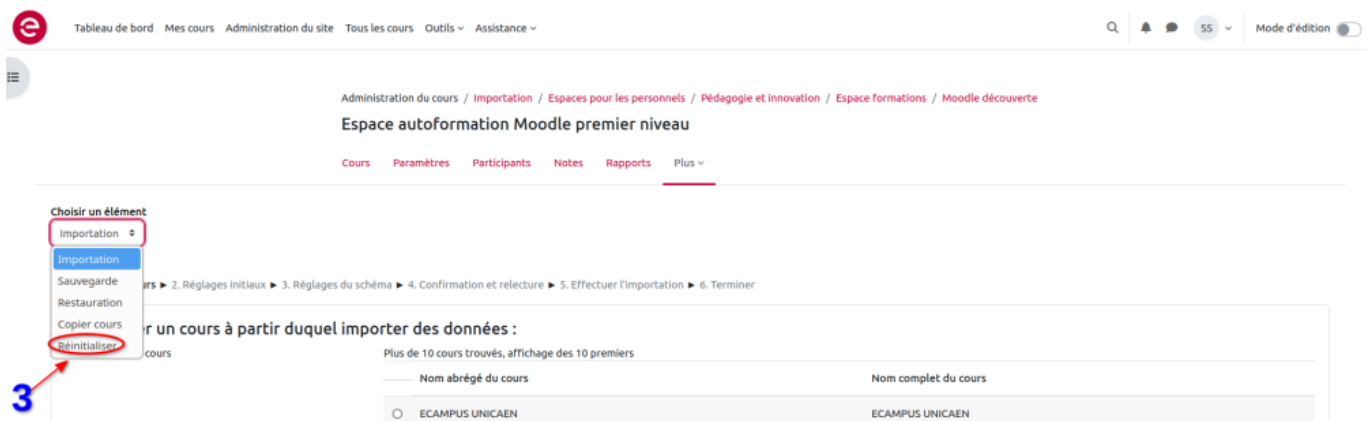 e Tableau de bord Mes cours Administration du site Tous les cours Outils Assistance SS Mode d'édition
Administration du cours / Importation / Espaces pour les personnels / Pédagogie et innovation / Espace formations / Moodle découverte
Espace autoformation Moodle premier niveau
Cours Paramètres Participants Notes Rapports Plus
Choisir un élément
Importation
Importation
Sauvegarde
urs ► 2. Réglages initiaux ► 3. Réglages du schéma ► 4. Confirmation et relecture ► 5. Effectuer l'importation ► 6. Terminer
Restauration
Copier cours
r un cours à partir duquel importer des données :
Réinitialiser
cours Plus de 10 cours trouvés, affichage des 10 premiers
Nom abrégé du cours Nom complet du cours
3
ECAMPUS UNICAEN ECAMPUS UNICAEN